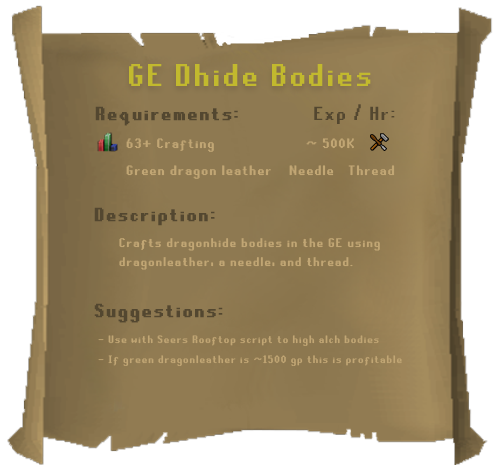 GE Dhide Bodies
Requirements: Exp / Hr:
63+ Crafting ~ 500K
Green dragon leather Needle Thread
Description:
Crafts dragonhide bodies in the GE using
dragonleather, a needle, and thread.
Suggestions:
- Use with Seers Rooftop script to high alch bodies
- If green dragonleather is ~1500 gp this is profitable